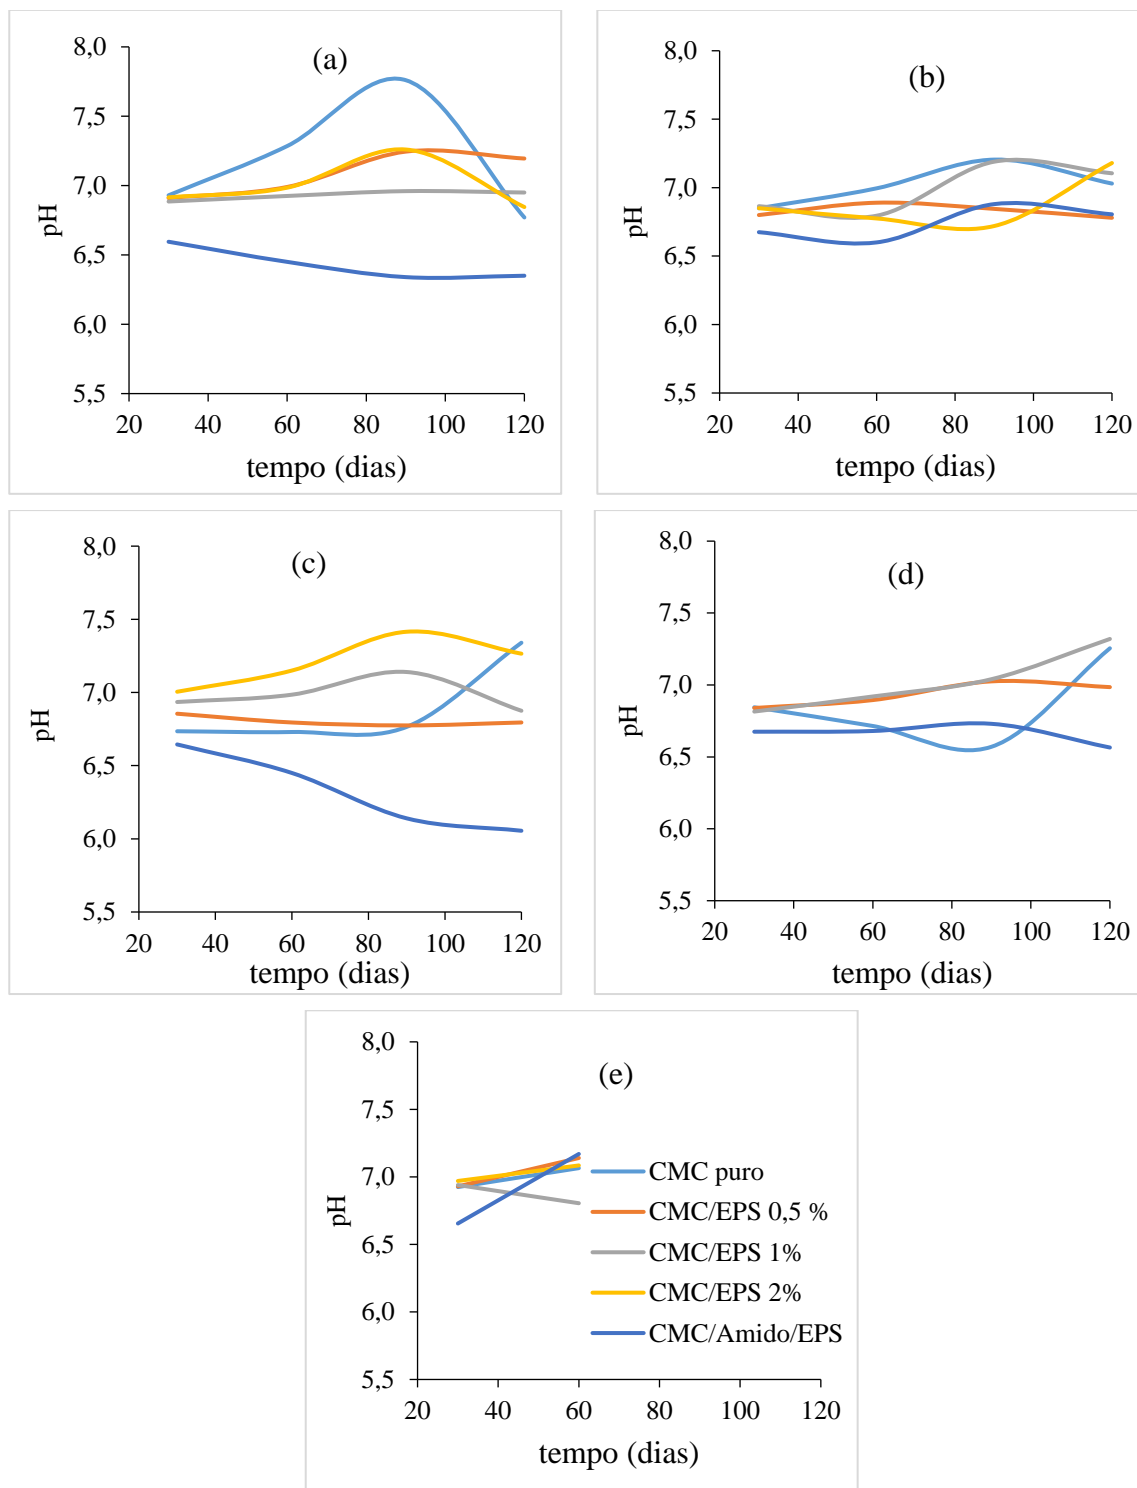 (a)
8,0
7,5
7,0
6,5
6,0
5,5
pH
20 40 60 80 100 120
tempo (dias)
(b)
8,0
7,5
7,0
6,5
6,0
5,5
pH
20 40 60 80 100 120
tempo (dias)
(c)
8,0
7,5
7,0
6,5
6,0
5,5
pH
20 40 60 80 100 120
tempo (dias)
(d)
8,0
7,5
7,0
6,5
6,0
5,5
pH
20 40 60 80 100 120
tempo (dias)
(e)
8,0
7,5
7,0
6,5
6,0
5,5
pH
CMC puro
CMC/EPS 0,5 %
CMC/EPS 1%
CMC/EPS 2%
CMC/Amido/EPS
20 40 60 80 100 120
tempo (dias)